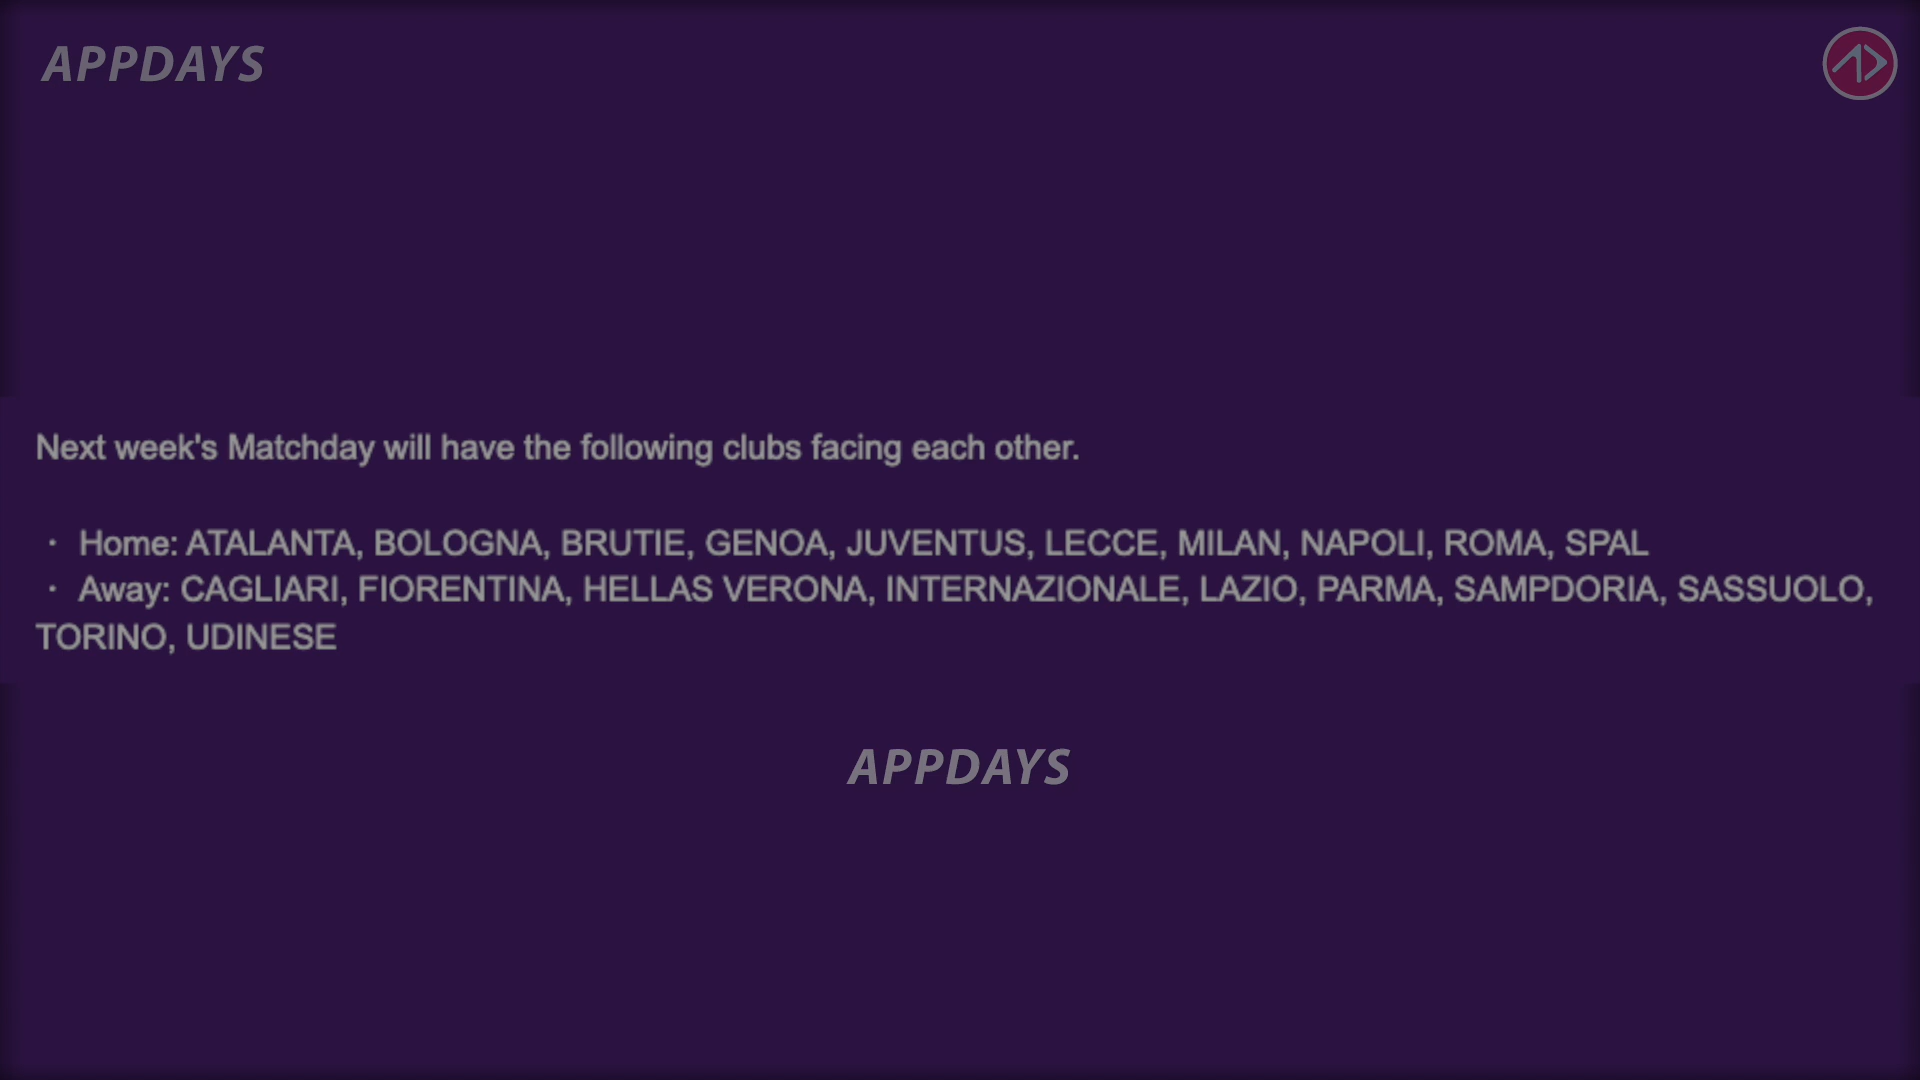 APPDAYS
Next week's Matchday will have the following clubs facing each other.
· Home: ATALANTA, BOLOGNA, BRUTIE, GENOA, JUVENTUS, LECCE, MILAN, NAPOLI, ROMA, SPAL
· Away: CAGLIARI, FIORENTINA, HELLAS VERONA, INTERNAZIONALE, LAZIO, PARMA, SAMPDORIA, SASSUOLO,
TORINO, UDINESE
APPDAYS